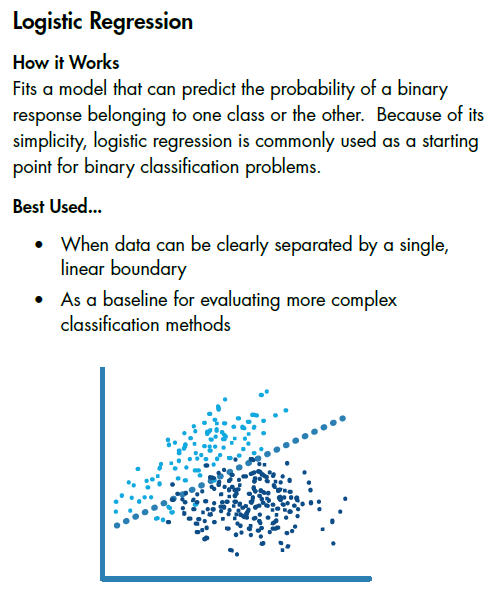 Logistic Regression
How it Works
Fits a model that can predict the probability of a binary
response belonging to one class or the other.  Because of its
simplicity, logistic regression is commonly used as a starting
point for binary classification problems.
Best Used...
• When data can be clearly separated by a single,
linear boundary
• As a baseline for evaluating more complex
classification methods